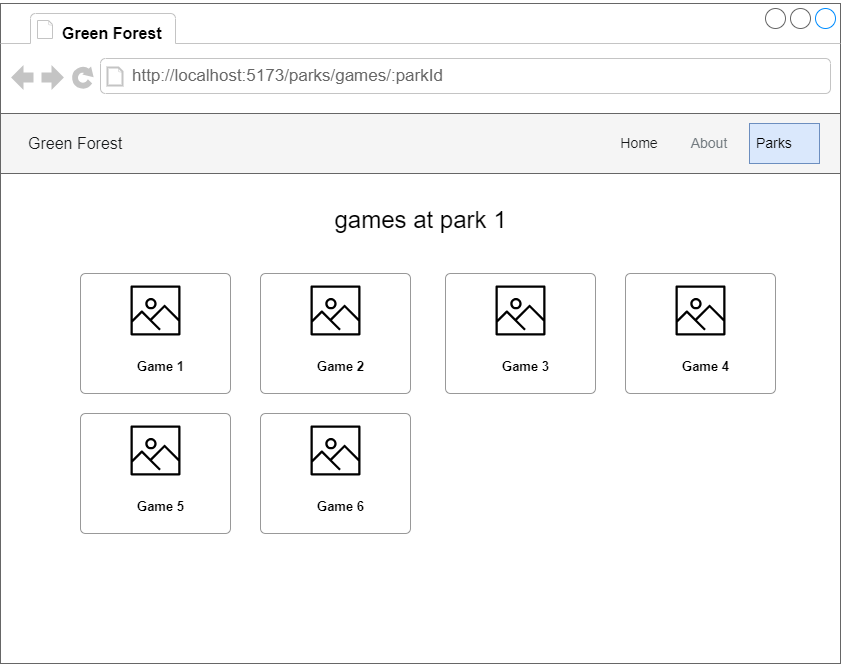 Green Forest
http://localhost:5173/parks/games/:parkId
Green Forest
Home About Parks
games at park 1
Game 1 Game 2 Game 3 Game 4
Game 5 Game 6